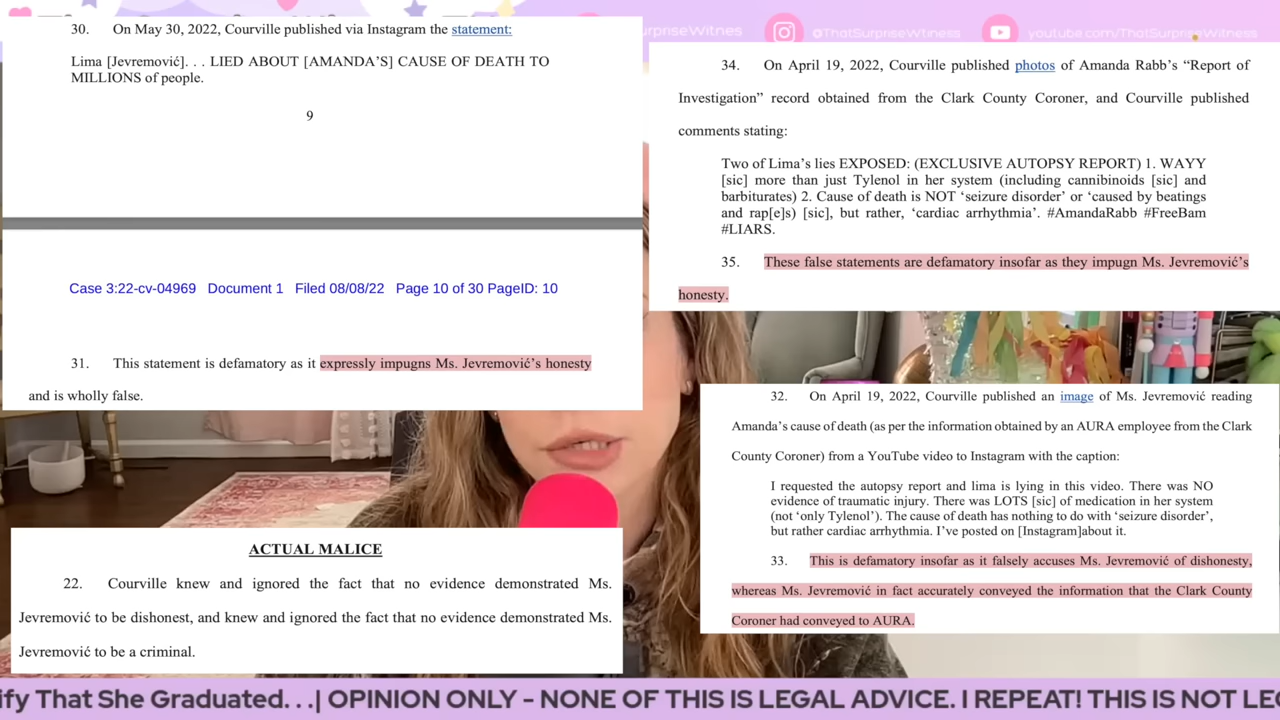 30. On May 30, 2022, Courville published via Instagram the statement:
Lima [Jevremović]. . . LIED ABOUT [AMANDA’S] CAUSE OF DEATH TO
MILLIONS of people.
9
Case 3:22-cv-04969 Document 1 Filed 08/08/22 Page 10 of 30 PageID: 10
31. This statement is defamatory as it expressly impugns Ms. Jevremović’s honesty
and is wholly false.
ACTUAL MALICE
22. Courville knew and ignored the fact that no evidence demonstrated Ms.
Jevremović to be dishonest, and knew and ignored the fact that no evidence demonstrated Ms.
Jevremović to be a criminal.
urpriseWitnes
@ThatSurpriseWitness
youtube.com/ThatSurpriseWitness
34. On April 19, 2022, Courville published photos of Amanda Rabb’s “Report of
Investigation” record obtained from the Clark County Coroner, and Courville published
comments stating:
Two of Lima’s lies EXPOSED: (EXCLUSIVE AUTOPSY REPORT) 1. WAYY
[sic] more than just Tylenol in her system (including cannibinoids [sic] and
barbiturates) 2. Cause of death is NOT ‘seizure disorder’ or ‘caused by beatings
and rap[e]s) [sic], but rather, ‘cardiac arrhythmia’. #AmandaRabb #FreeBam
#LIARS.
35. These false statements are defamatory insofar as they impugn Ms. Jevremović’s
honesty.
32. On April 19, 2022, Courville published an image of Ms. Jevremović reading
Amanda’s cause of death (as per the information obtained by an AURA employee from the Clark
County Coroner) from a YouTube video to Instagram with the caption:
I requested the autopsy report and lima is lying in this video. There was NO
evidence of traumatic injury. There was LOTS [sic] of medication in her system
(not ‘only Tylenol’). The cause of death has nothing to do with ‘seizure disorder’,
but rather cardiac arrhythmia. I’ve posted on [Instagram]about it.
33. This is defamatory insofar as it falsely accuses Ms. Jevremović of dishonesty,
whereas Ms. Jevremović in fact accurately conveyed the information that the Clark County
Coroner had conveyed to AURA.
ify That She Graduated. . .| OPINION ONLY - NONE OF THIS IS LEGAL ADVICE. I REPEAT! THIS IS NOT LE